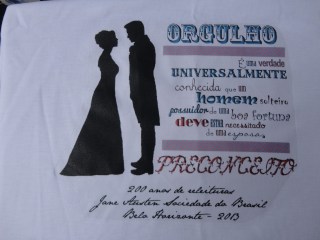 ORGULHO
É uma verdade
UNIVERSALMENTE
conhecida que um
homem solteiro
possuidor de uma
boa fortuna
deve estar necessitado
de uma esposa.
PRECONCEITO
200 anos de releituras
Jane Austen Sociedade do Brasil
Belo Horizonte - 2013